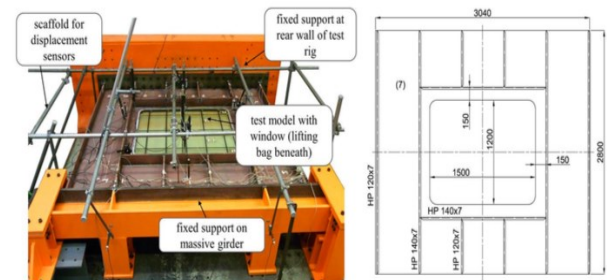 scaffold for
displacement
sensors
fixed support at
rear wall of test
rig
test model with
window (lifting
bag beneath)
fixed support on
massive girder
3040
(7)
150
1200
1500
150
2800
HP 120x7
HP 140x7
HP 140x7
HP 120x7